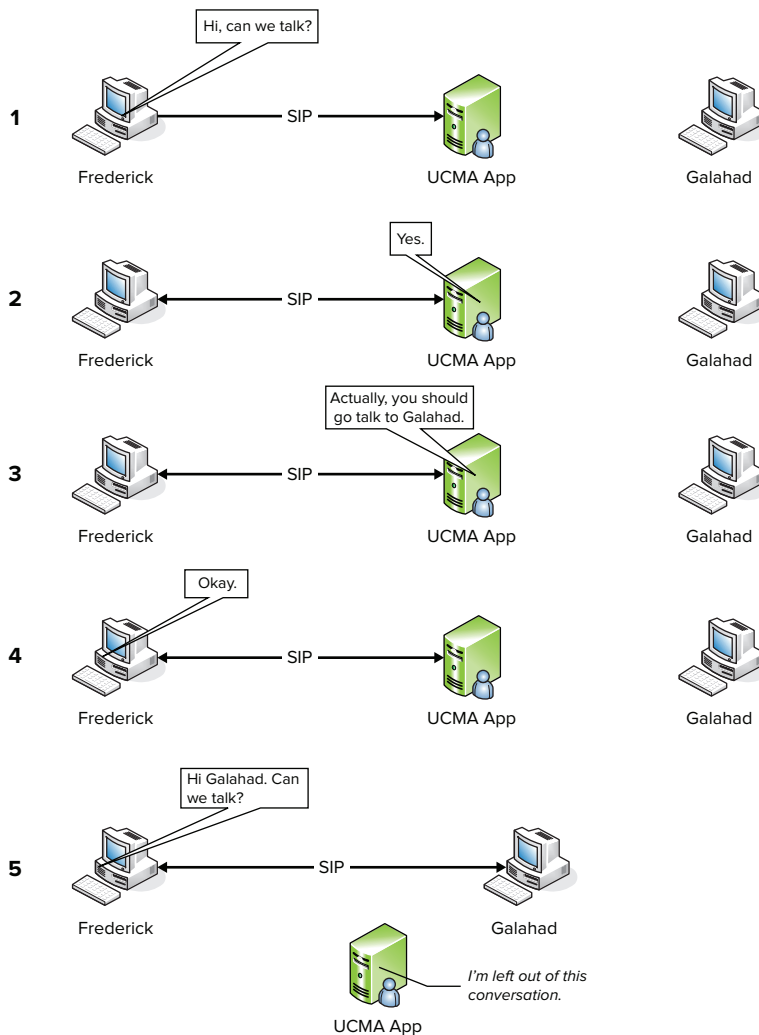 Hi, can we talk?
1
SIP
Frederick
UCMA App
Galahad
Yes.
2
SIP
Frederick
UCMA App
Galahad
Actually, you should
go talk to Galahad.
3
SIP
Frederick
UCMA App
Galahad
Okay.
4
SIP
Frederick
UCMA App
Galahad
Hi Galahad. Can
we talk?
5
SIP
Frederick
Galahad
I'm left out of this
conversation.
UCMA App